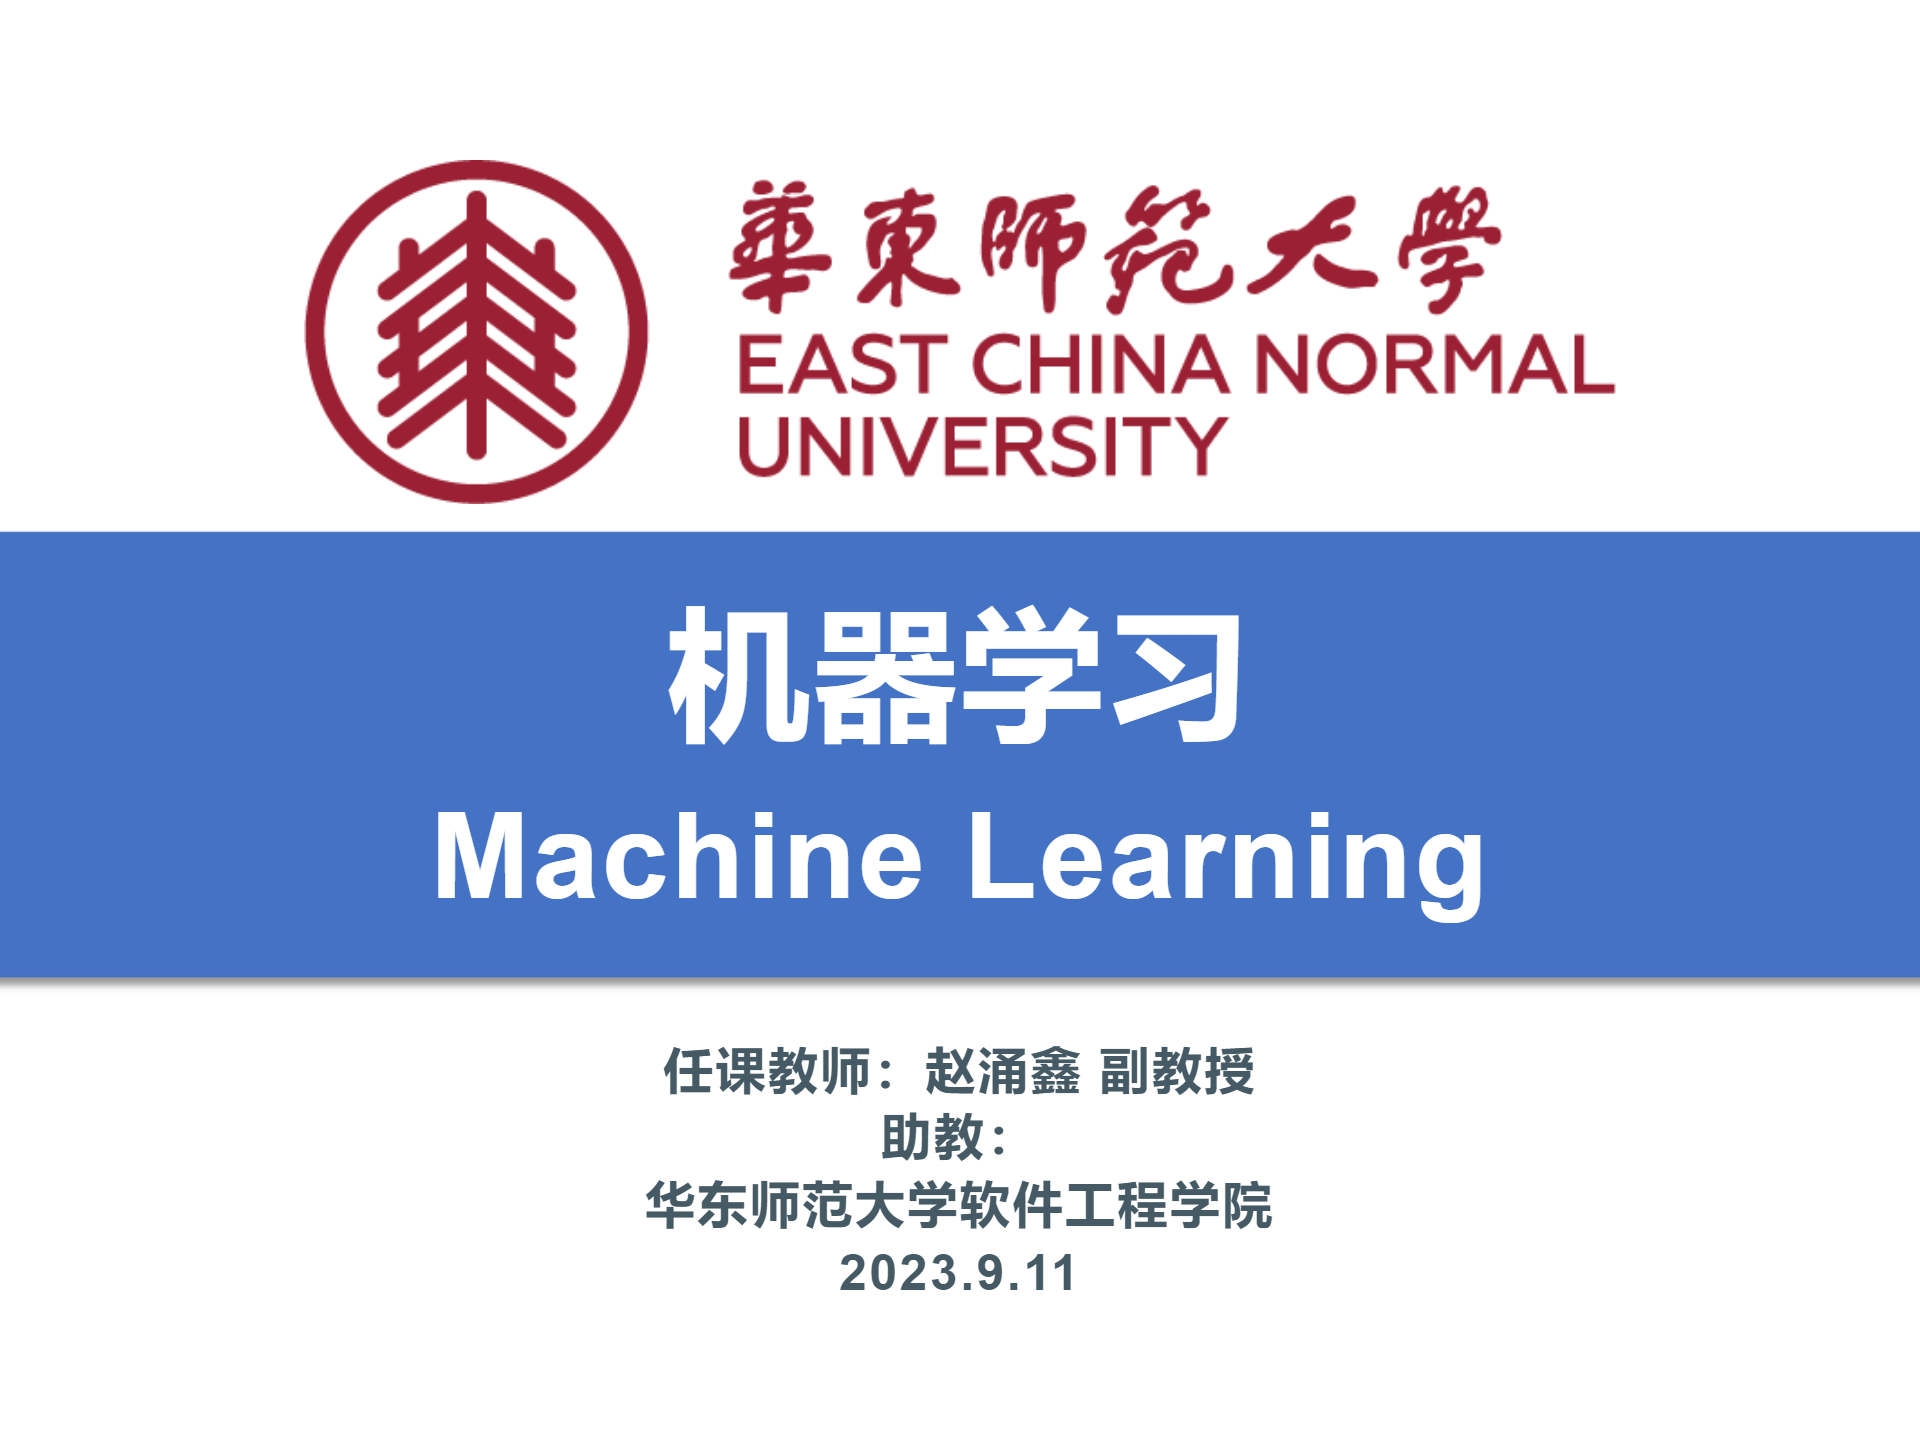 華東師範大學
EAST CHINA NORMAL
UNIVERSITY
机器学习
Machine Learning
任课教师：赵涌鑫 副教授
助教：
华东师范大学软件工程学院
2023.9.11